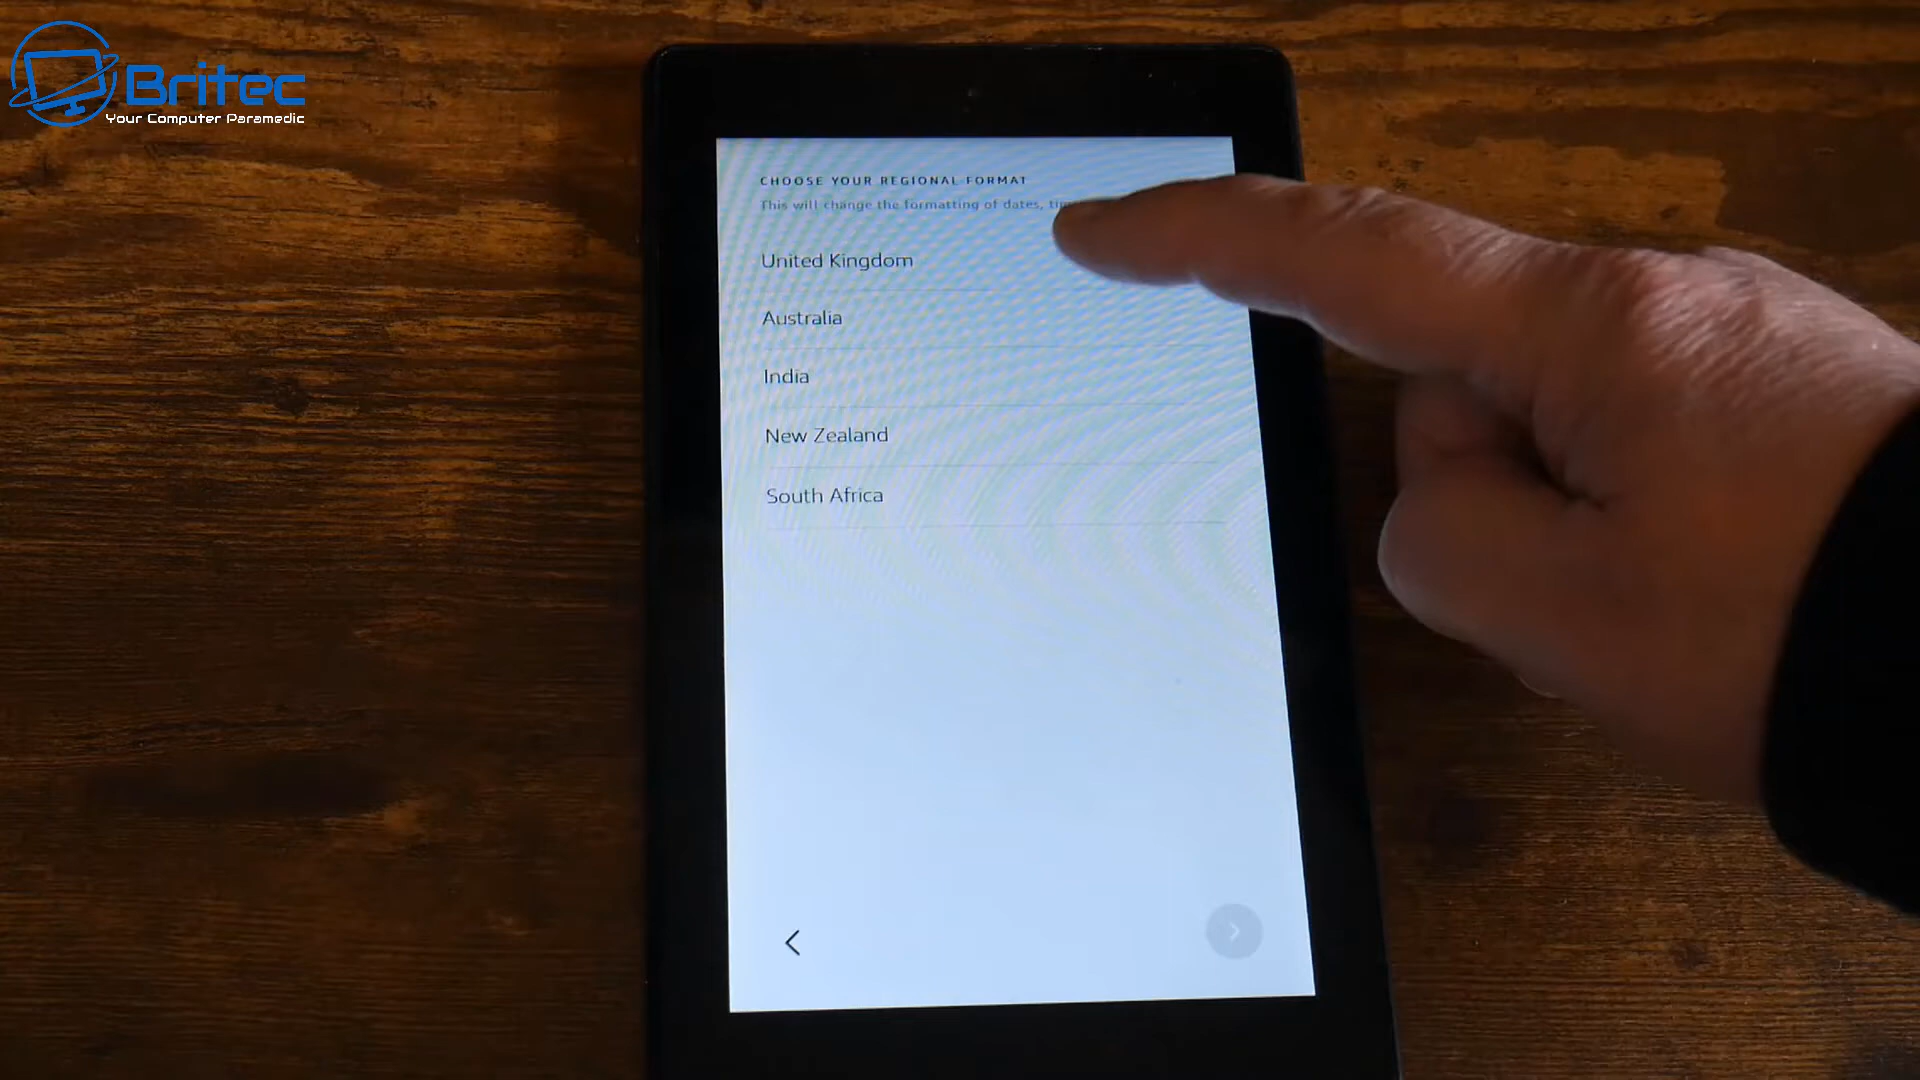 Britec
Your Computer Paramedic
CHOOSE YOUR REGIONAL FORMAT
This will change the formatting of dates,
United Kingdom
Australia
India
New Zealand
South Africa